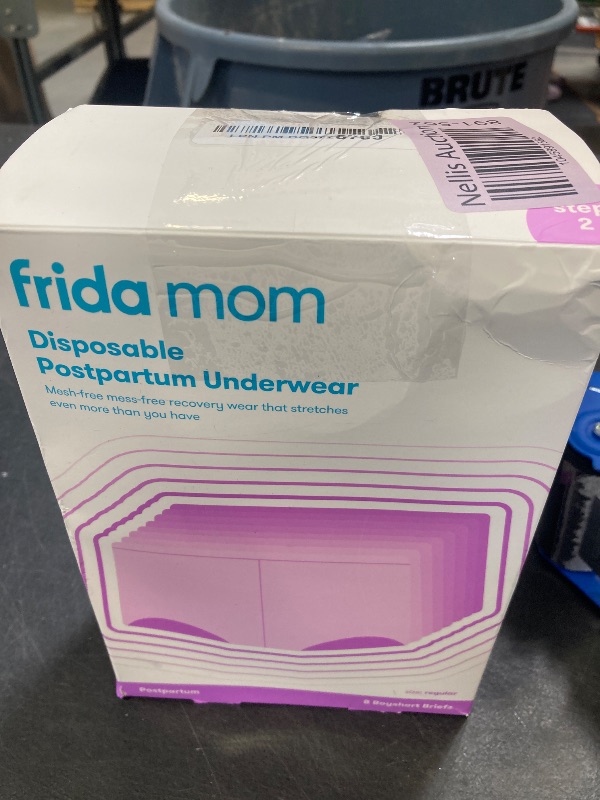 BRUTE
Nellis Auction
step
2
frida mom
Disposable
Postpartum Underwear
Mesh-free mess-free recovery wear that stretches
even more than you have
Postpartum
size: regular
8 Boyshort Briefs